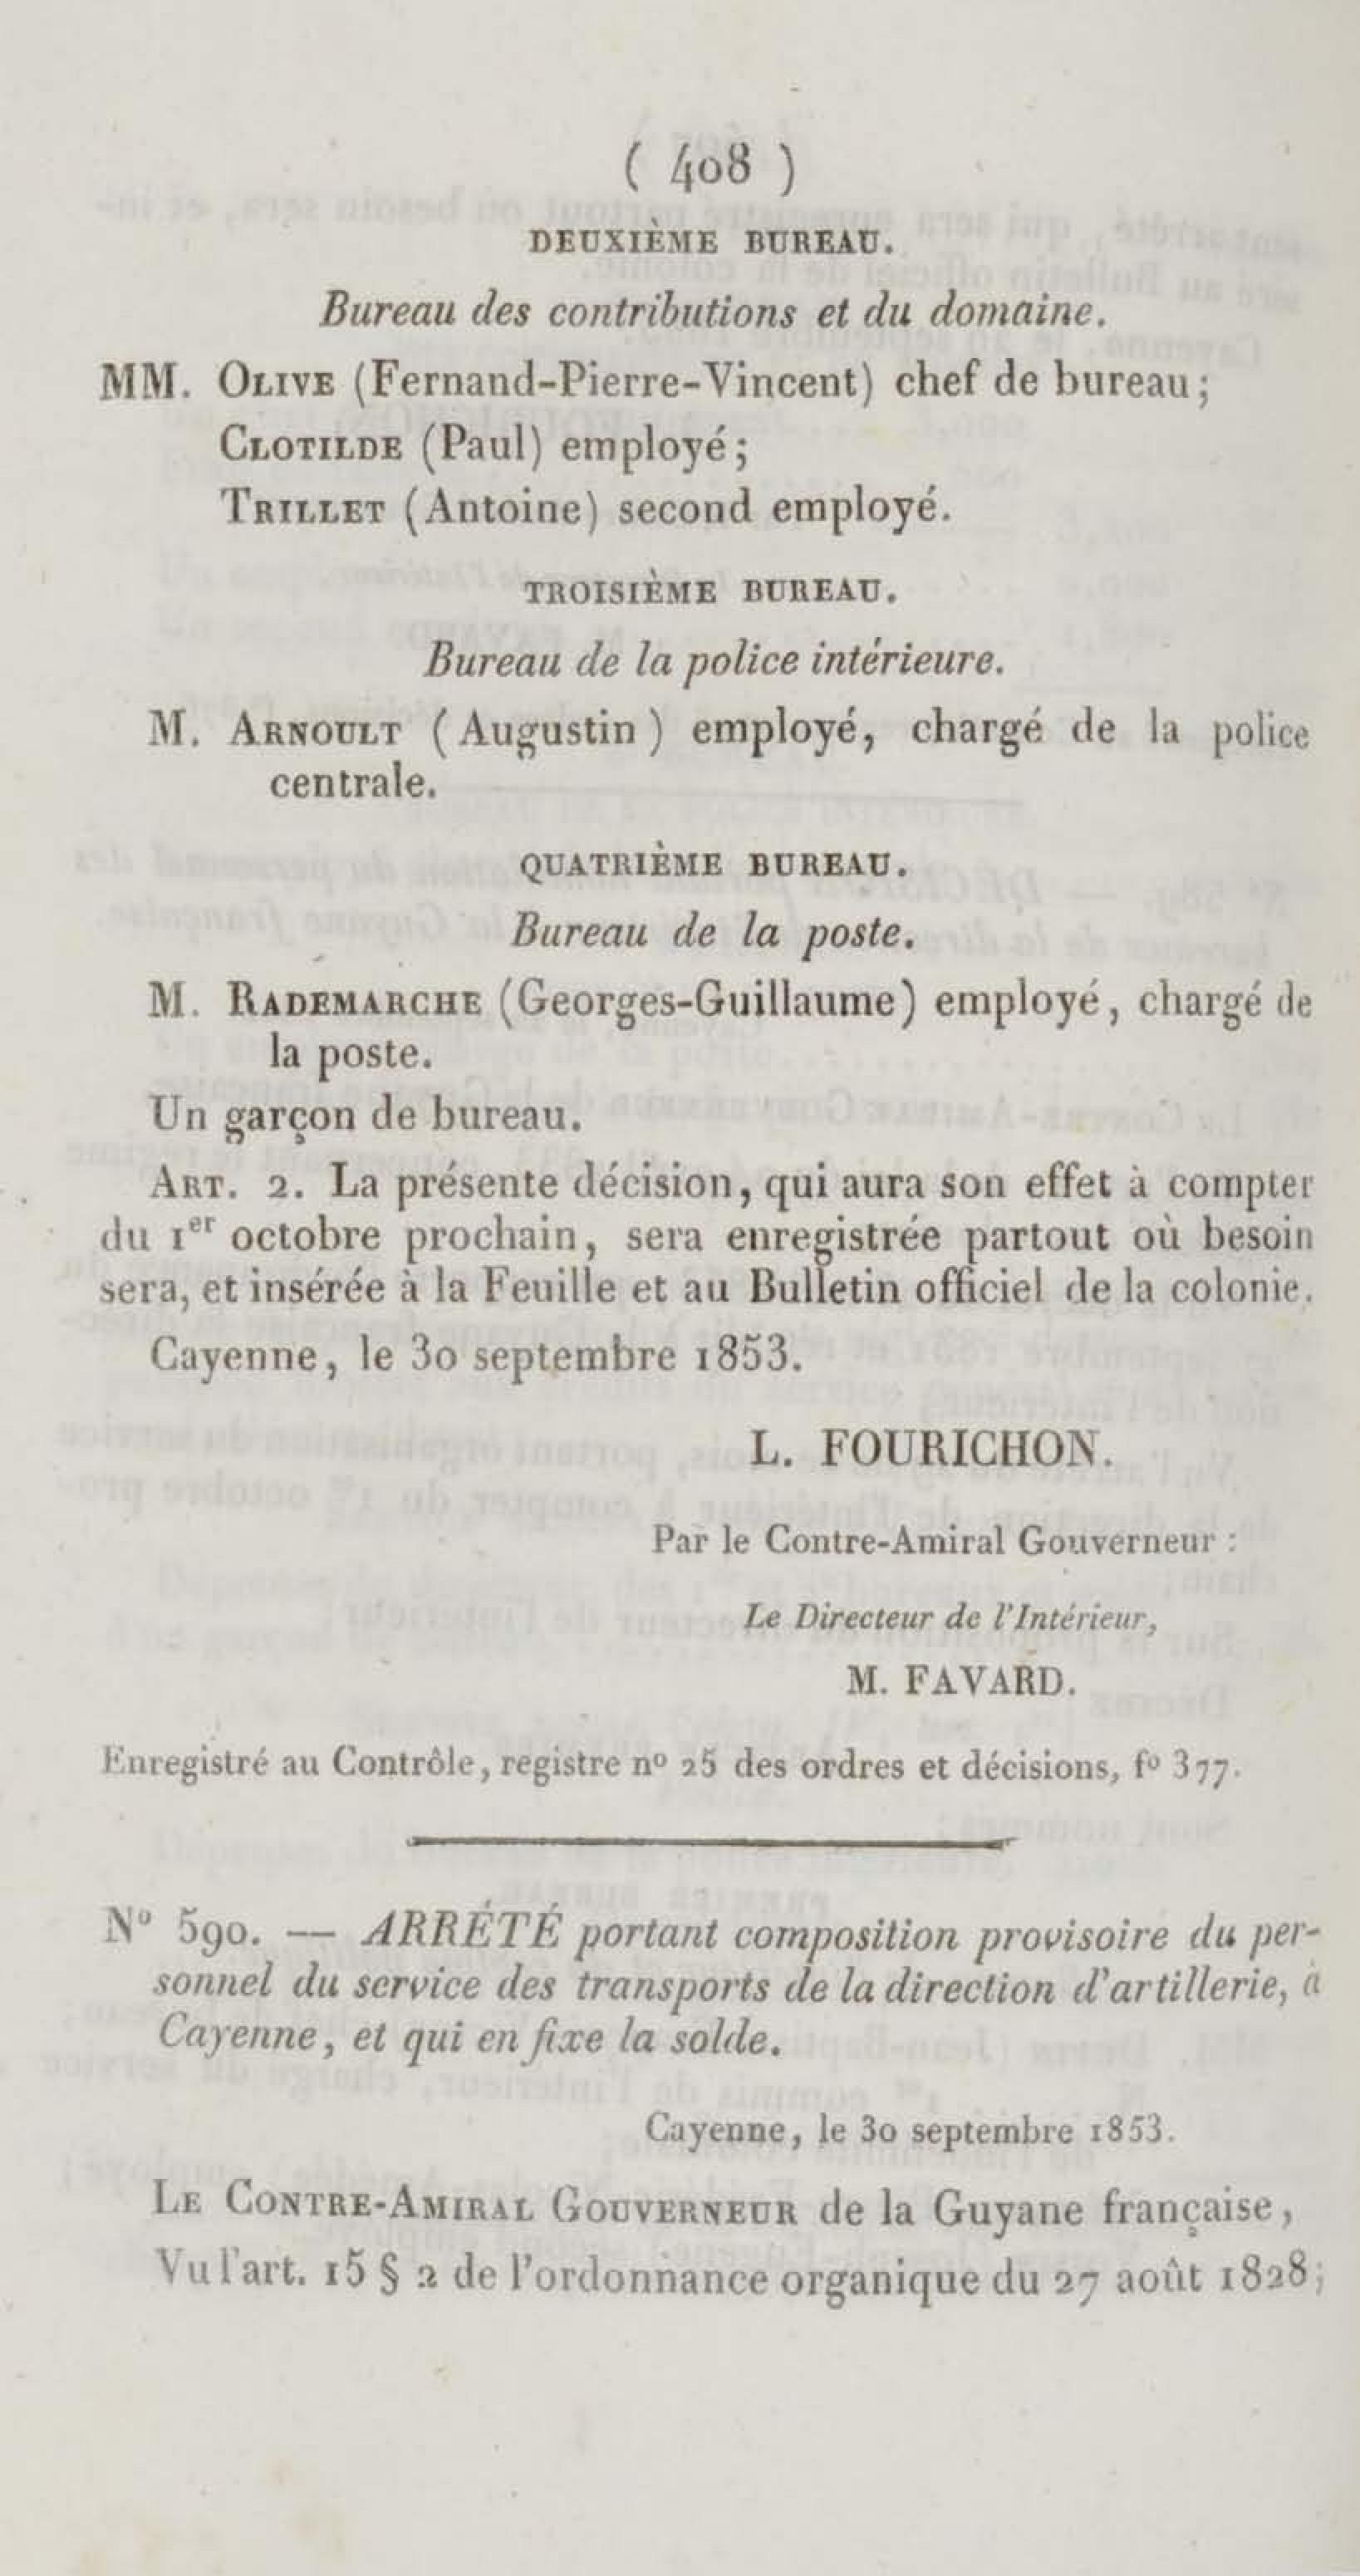 ( 408 )
DEUXIÈME BUREAU.
Bureau des contributions et du domaine.
MM. OLIVE (Fernand-Pierre-Vincent) chef de bureau;
CLOTILDE (Paul) employé;
TRILLET (Antoine) second employé.
TROISIÈME BUREAU.
Bureau de la police intérieure.
M. ARNOULT (Augustin) employé, chargé de la police
centrale.
QUATRIÈME BUREAU.
Bureau de la poste.
M. RADEMARCHE (Georges-Guillaume) employé, chargé de
la poste.
Un garçon de bureau.
ART. 2. La présente décision, qui aura son effet à compter
du 1er octobre prochain, sera enregistrée partout où besoin
sera, et insérée à la Feuille et au Bulletin officiel de la colonie.
Cayenne, le 30 septembre 1853.
L. FOURICHON.
Par le Contre-Amiral Gouverneur :
Le Directeur de l'Intérieur,
M. FAVARD.
Enregistré au Contrôle, registre nº 25 des ordres et décisions, fº 377.
Nº 590. — ARRÉTÉ portant composition provisoire du per-
sonnel du service des transports de la direction d'artillerie, à
Cayenne, et qui en fixe la solde.
Cayenne, le 30 septembre 1853.
LE CONTRE-AMIRAL GOUVERNEUR de la Guyane française,
Vu l'art. 15 § 2 de l'ordonnance organique du 27 août 1828;